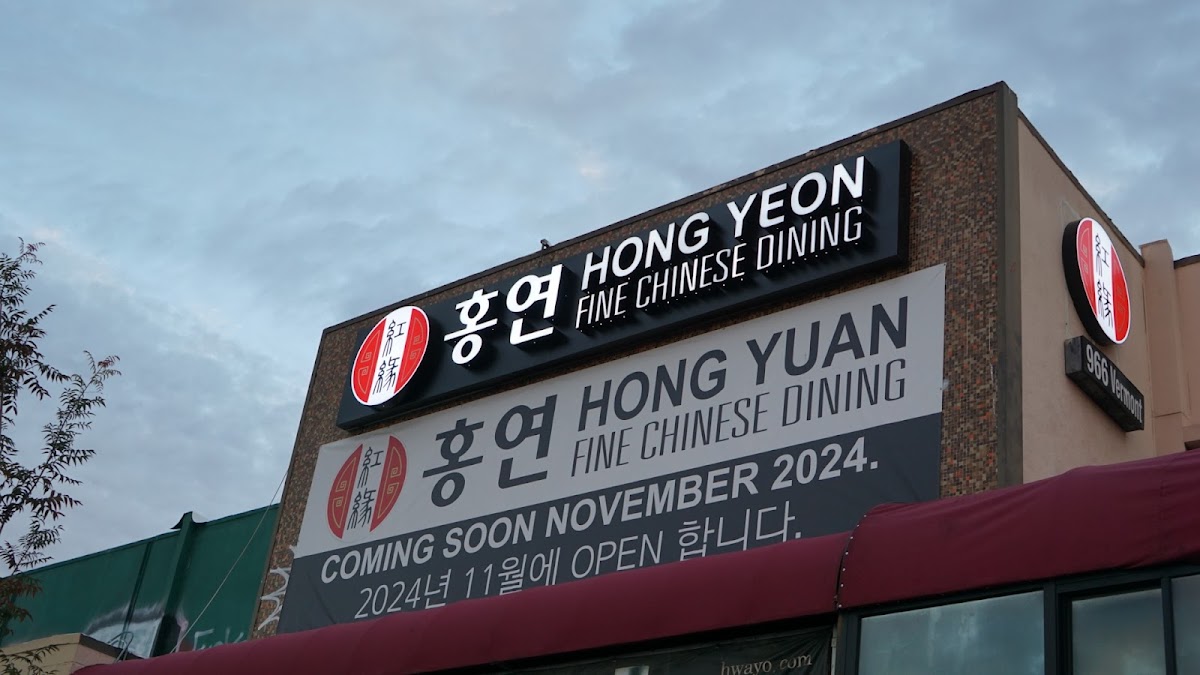 紅緣
홍연
HONG YEON
FINE CHINESE DINING
紅緣
966 Vermont
紅緣
홍연
HONG YUAN
FINE CHINESE DINING
COMING SOON NOVEMBER 2024.
2024년 11월에 OPEN 합니다.
hwayo.com